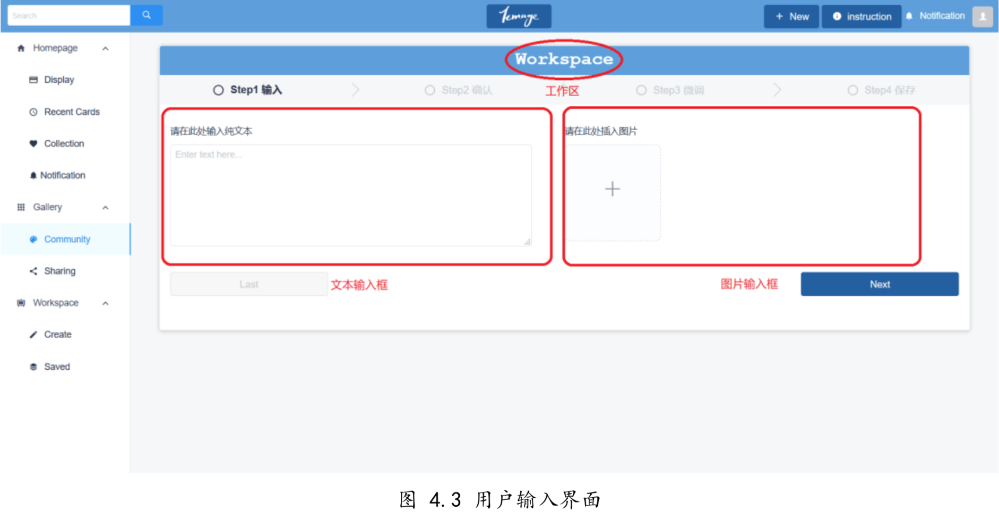 Search
Temage
+ New
instruction
Notification
Homepage
Display
Recent Cards
Collection
Notification
Gallery
Community
Sharing
Workspace
Create
Saved
Workspace
Step1 输入
Step2 确认
工作区
Step3 微调
Step4 保存
请在此处输入纯文本
Enter text here...
请在此处插入图片
Last
文本输入框
图片输入框
Next
图 4.3 用户输入界面